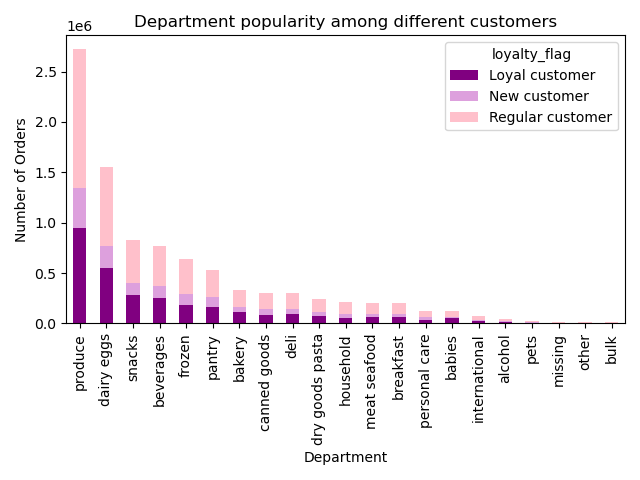 Department popularity among different customers
1e6
loyalty_flag
Loyal customer
New customer
Regular customer
Number of Orders
2.5
2.0
1.5
1.0
0.5
0.0
produce
dairy eggs
snacks
beverages
frozen
pantry
bakery
canned goods
deli
dry goods pasta
household
meat seafood
breakfast
personal care
babies
international
alcohol
pets
missing
other
bulk
Department